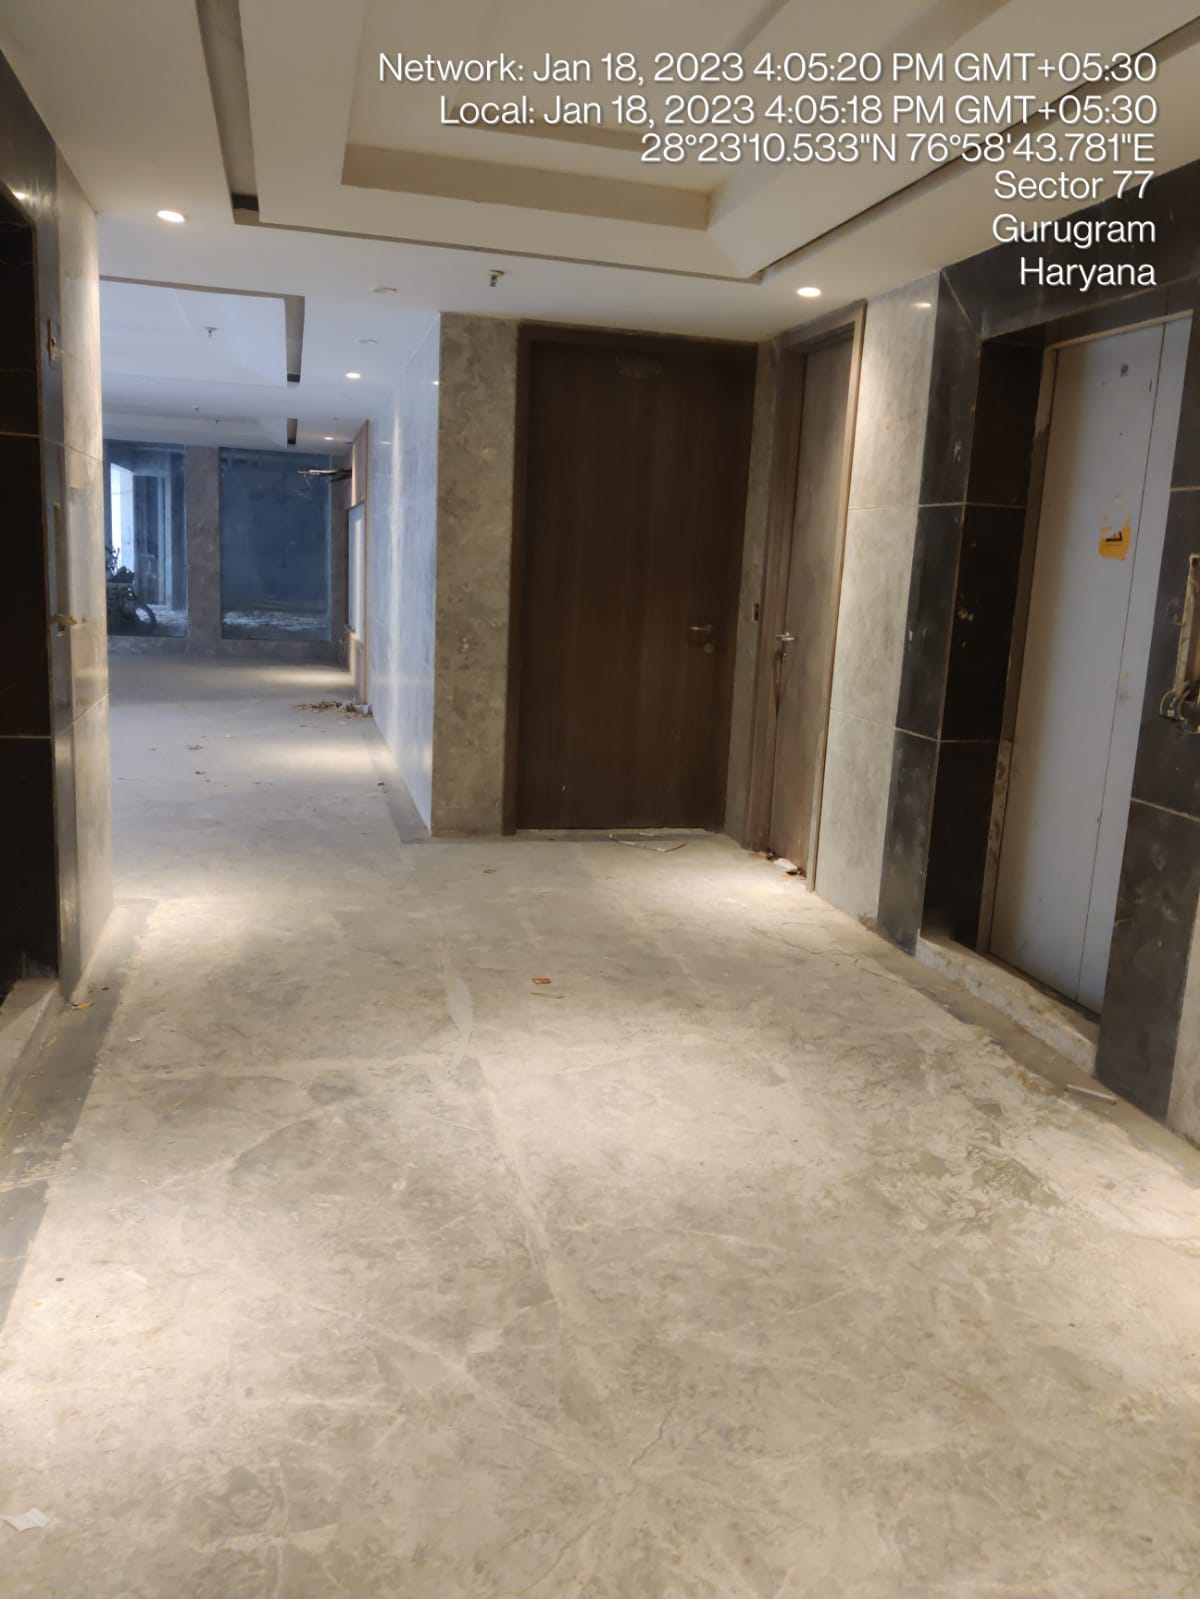 Network: Jan 18, 2023 4:05:20 PM GMT+05:30
Local: Jan 18, 2023 4:05:18 PM GMT+05:30
28°23'10.533"N 76°58'43.781"E
Sector 77
Gurugram
Haryana